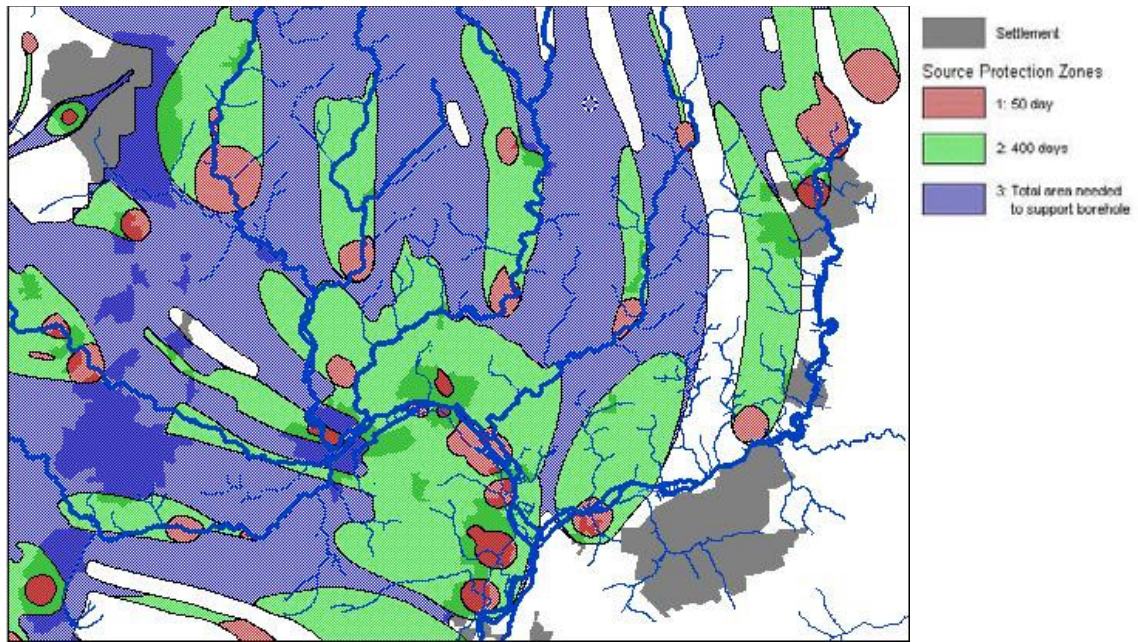 Settlement
Source Protection Zones
1: 50 day
2: 400 days
3: Total area needed
to support borehole